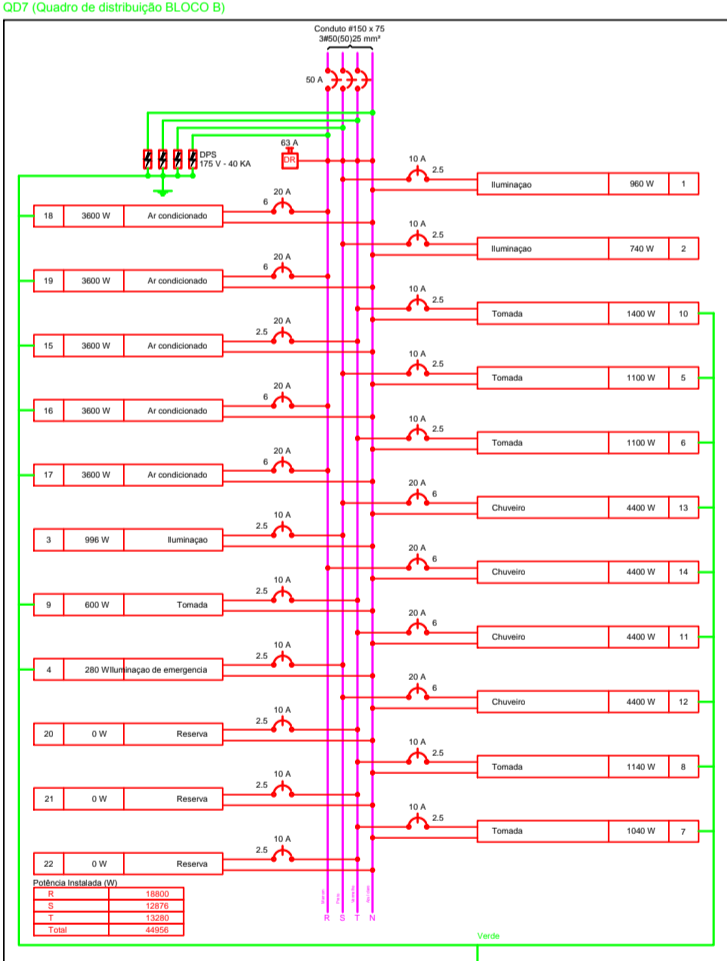 QD7 (Quadro de distribuição BLOCO B)
Conduto #150 x 75
3#50(50)25 mm²
50 A
DPS
175 V - 40 KA
63 A
DR
10 A
2.5
Iluminaçao 960 W 1
20 A
6
18 3600 W Ar condicionado
10 A
2.5
Iluminaçao 740 W 2
20 A
6
19 3600 W Ar condicionado
10 A
2.5
Tomada 1400 W 10
20 A
2.5
15 3600 W Ar condicionado
10 A
2.5
Tomada 1100 W 5
20 A
6
16 3600 W Ar condicionado
10 A
2.5
Tomada 1100 W 6
20 A
6
17 3600 W Ar condicionado
20 A
6
Chuveiro 4400 W 13
10 A
2.5
3 996 W Iluminaçao
20 A
6
Chuveiro 4400 W 14
10 A
2.5
9 600 W Tomada
20 A
6
Chuveiro 4400 W 11
10 A
2.5
4 280 W Iluminaçao de emergencia
20 A
6
Chuveiro 4400 W 12
10 A
2.5
20 0 W Reserva
10 A
2.5
Tomada 1140 W 8
10 A
2.5
21 0 W Reserva
10 A
2.5
Tomada 1040 W 7
10 A
2.5
22 0 W Reserva
Potência Instalada (W)
R 18800
S 12876
T 13280
Total 44956
R S T N
Verde